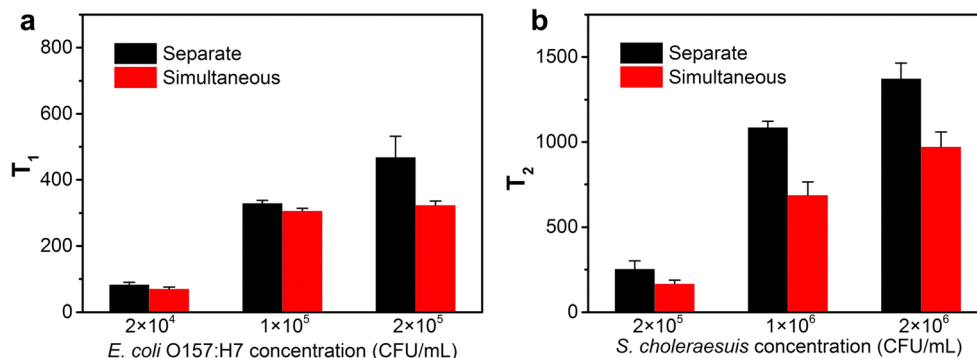 a
800
600
400
200
0
T₁
Separate
Simultaneous
2×10⁴
1×10⁵
2×10⁵
E. coli O157:H7 concentration (CFU/mL)
b
1500
1000
500
0
T₂
Separate
Simultaneous
2×10⁵
1×10⁶
2×10⁶
S. choleraesuis concentration (CFU/mL)